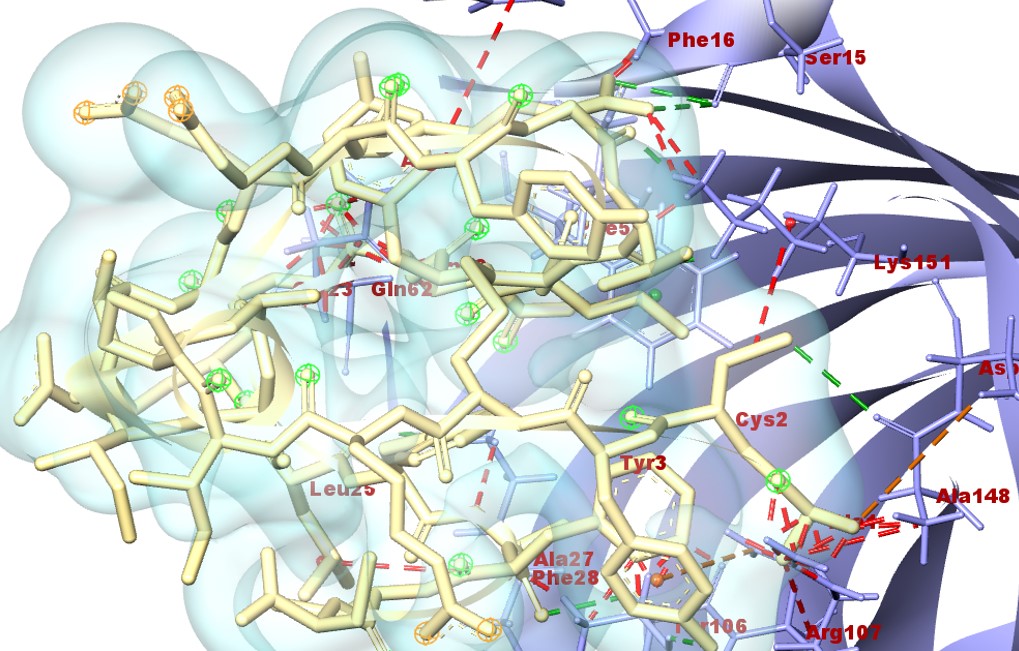 Phe16
Ser15
Lys151
Gln62
Cys2
Tyr3
Leu25
Ala148
Ala27
Phe28
Arg107